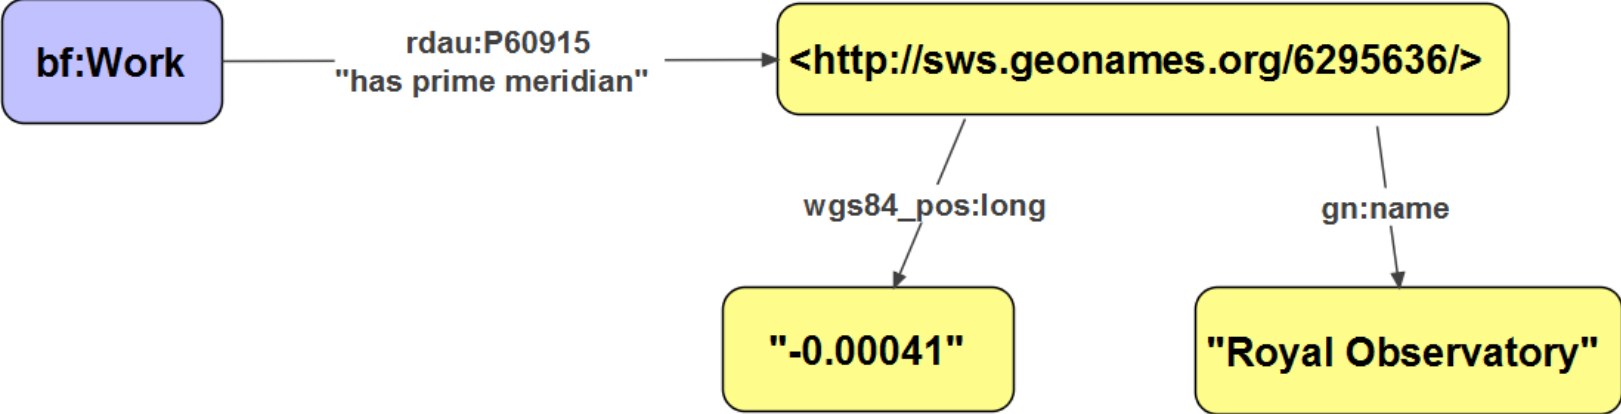 bf:Work
rdau:P60915
"has prime meridian"
<http://sws.geonames.org/6295636/>
wgs84_pos:long
gn:name
"-0.00041"
"Royal Observatory"